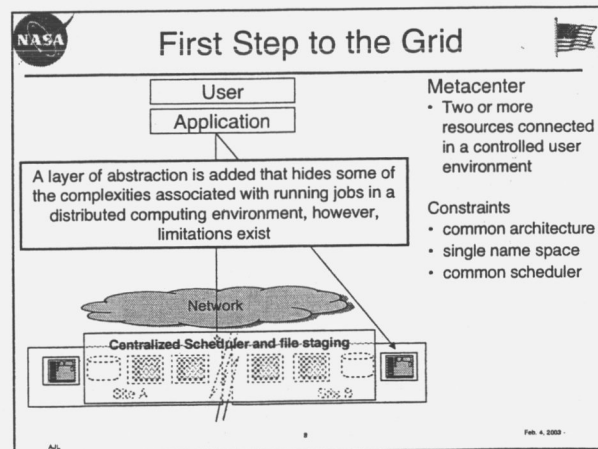 NASA
First Step to the Grid
User
Application
A layer of abstraction is added that hides some of
the complexities associated with running jobs in a
distributed computing environment, however,
limitations exist
Network
Centralized Scheduler and file staging
Site A
Site B
Metacenter
• Two or more
resources connected
in a controlled user
environment
Constraints
• common architecture
• single name space
• common scheduler
Feb. 4, 2003 -